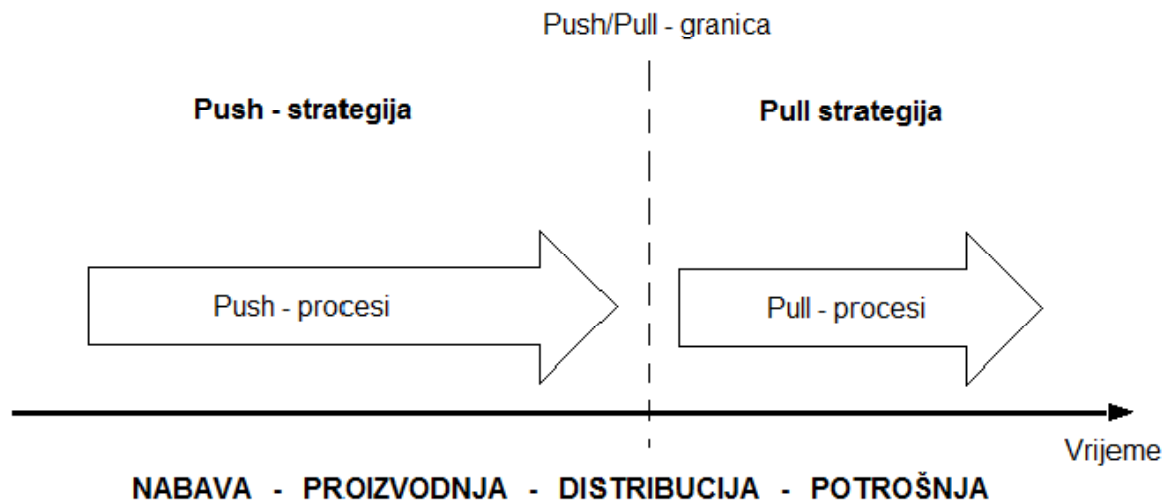 Push/Pull - granica
Push - strategija
Pull strategija
Push - procesi
Pull - procesi
Vrijeme
NABAVA - PROIZVODNJA - DISTRIBUCIJA - POTROŠNJA